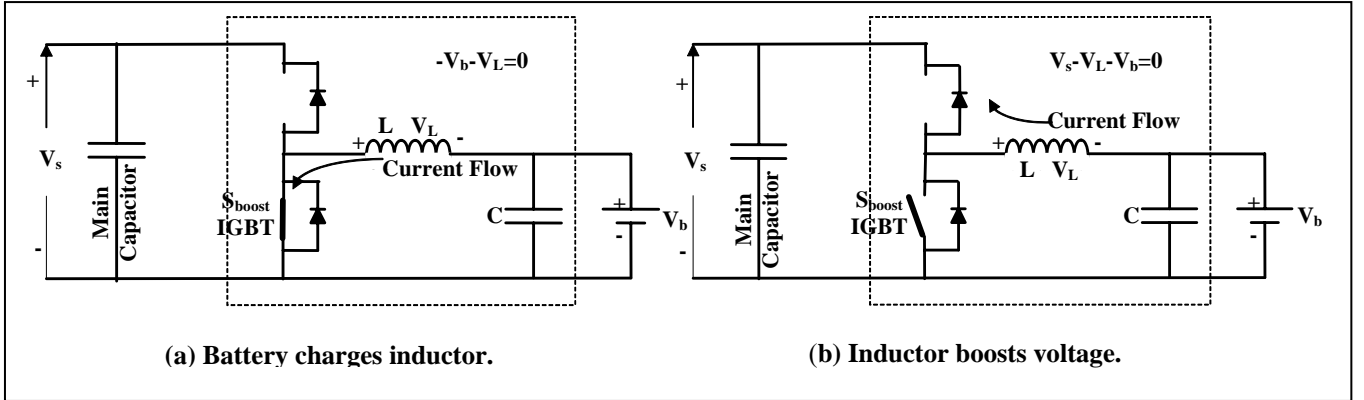 -Vb-VL=0
+
L VL
+ -
Current Flow
Vs
Main
Capacitor
Sboost
IGBT
C
+
-
Vb
-
(a) Battery charges inductor.
Vs-VL-Vb=0
+
Current Flow
+ -
L VL
Vs
Main
Capacitor
Sboost
IGBT
C
+
-
Vb
-
(b) Inductor boosts voltage.